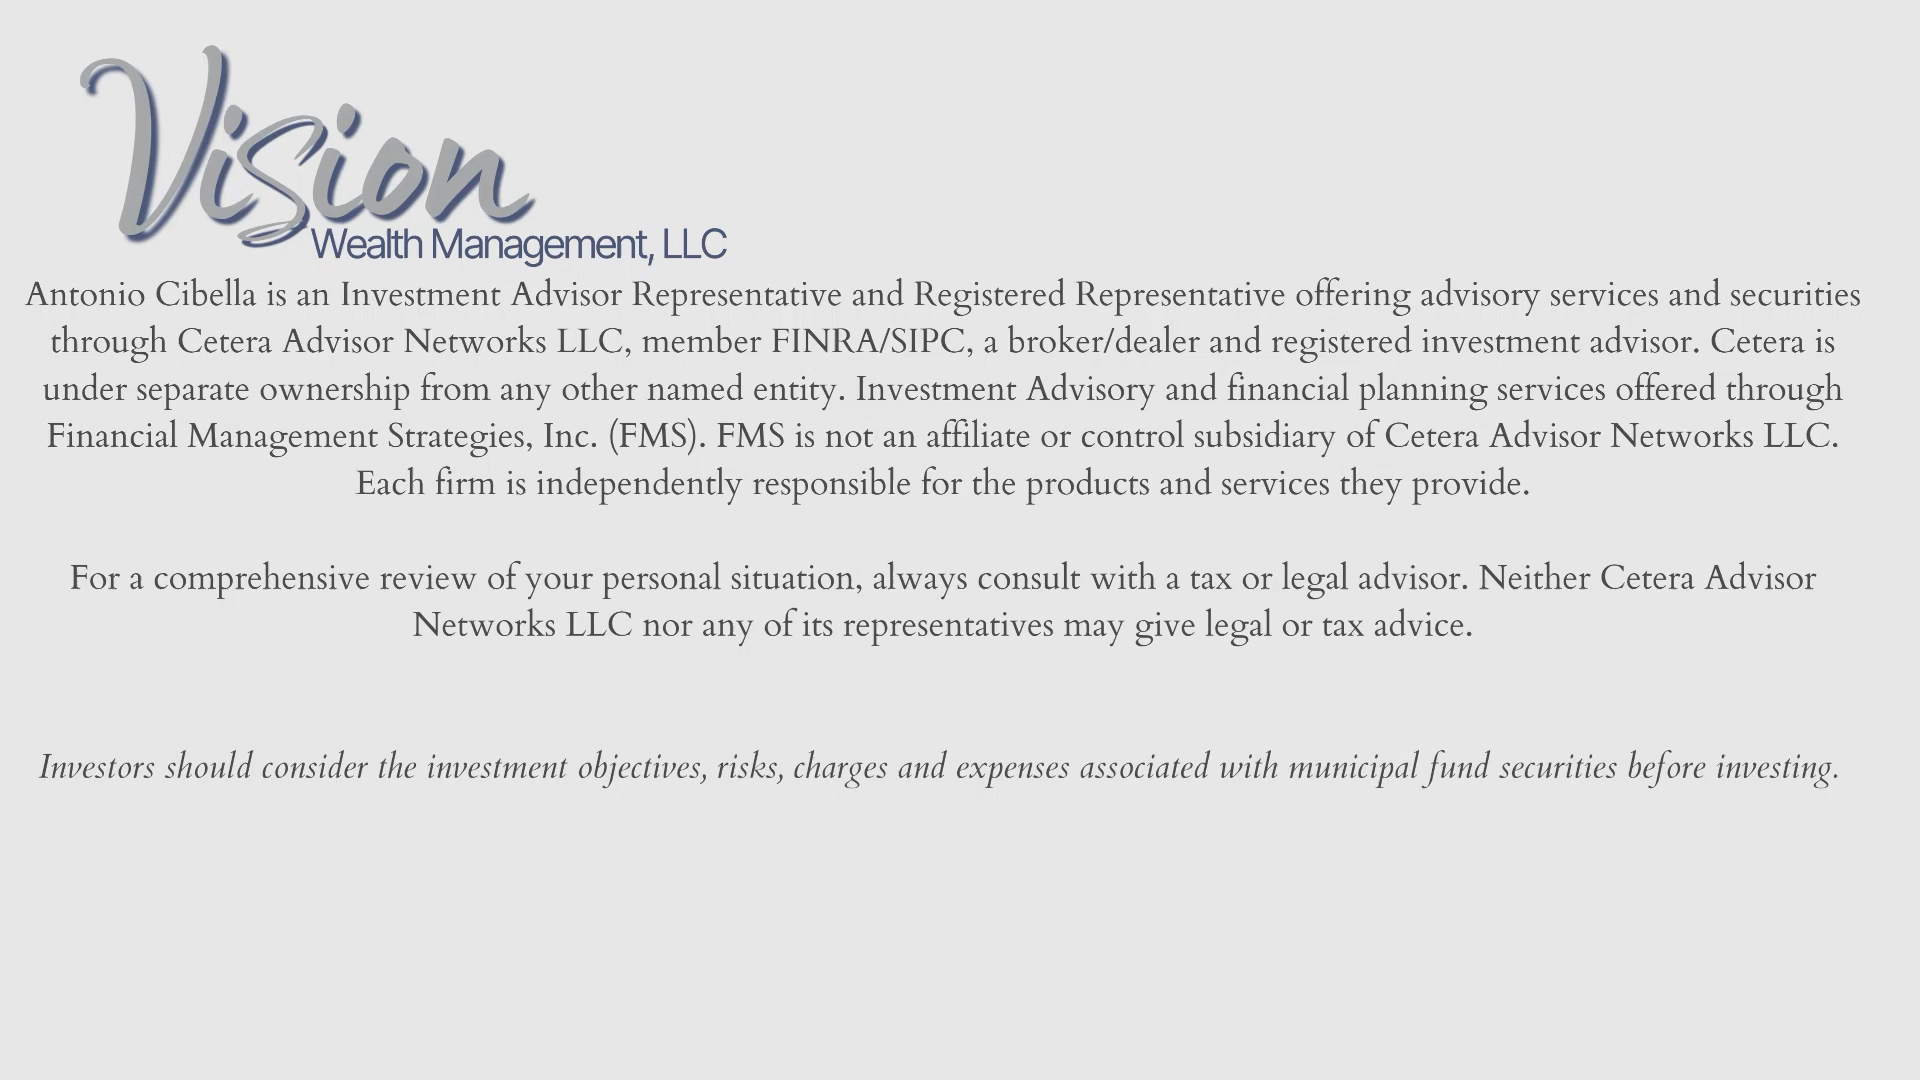 Vision
Wealth Management, LLC
Antonio Cibella is an Investment Advisor Representative and Registered Representative offering advisory services and securities
through Cetera Advisor Networks LLC, member FINRA/SIPC, a broker/dealer and registered investment advisor. Cetera is
under separate ownership from any other named entity. Investment Advisory and financial planning services offered through
Financial Management Strategies, Inc. (FMS). FMS is not an affiliate or control subsidiary of Cetera Advisor Networks LLC.
Each firm is independently responsible for the products and services they provide.
For a comprehensive review of your personal situation, always consult with a tax or legal advisor. Neither Cetera Advisor
Networks LLC nor any of its representatives may give legal or tax advice.
Investors should consider the investment objectives, risks, charges and expenses associated with municipal fund securities before investing.